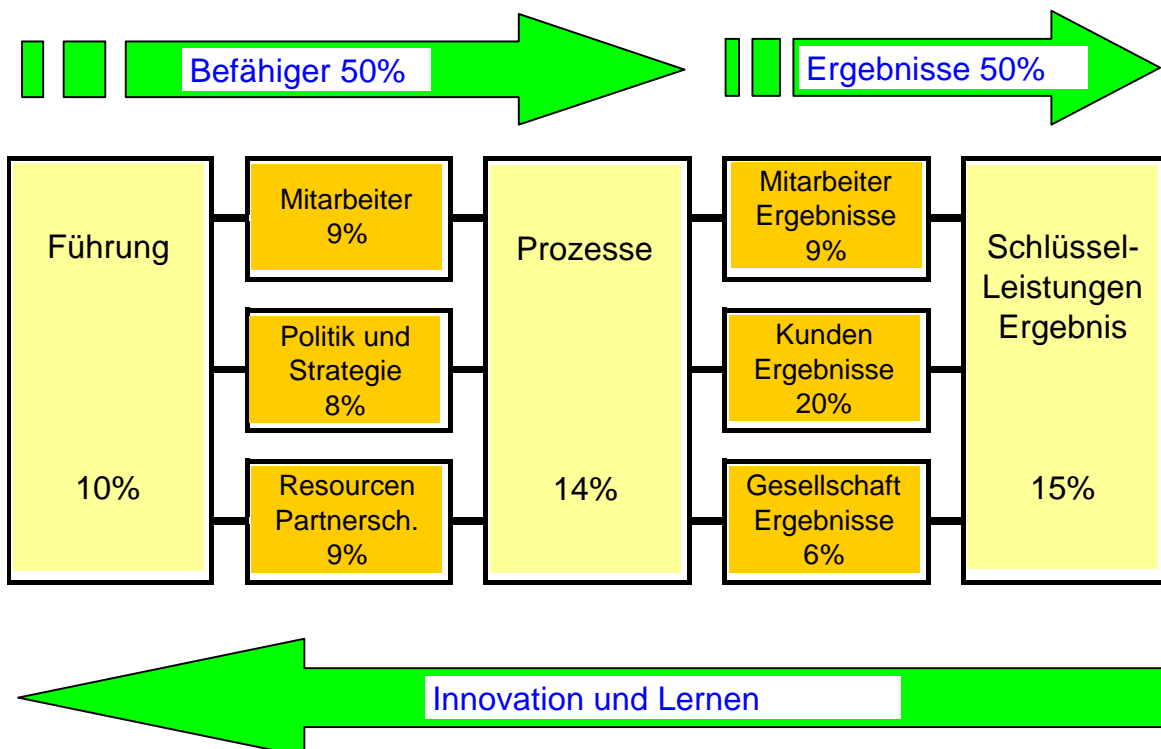 Befähiger 50%
Ergebnisse 50%
Führung
10%
Mitarbeiter
9%
Politik und
Strategie
8%
Resourcen
Partnersch.
9%
Prozesse
14%
Mitarbeiter
Ergebnisse
9%
Kunden
Ergebnisse
20%
Gesellschaft
Ergebnisse
6%
Schlüssel-
Leistungen
Ergebnis
15%
Innovation und Lernen